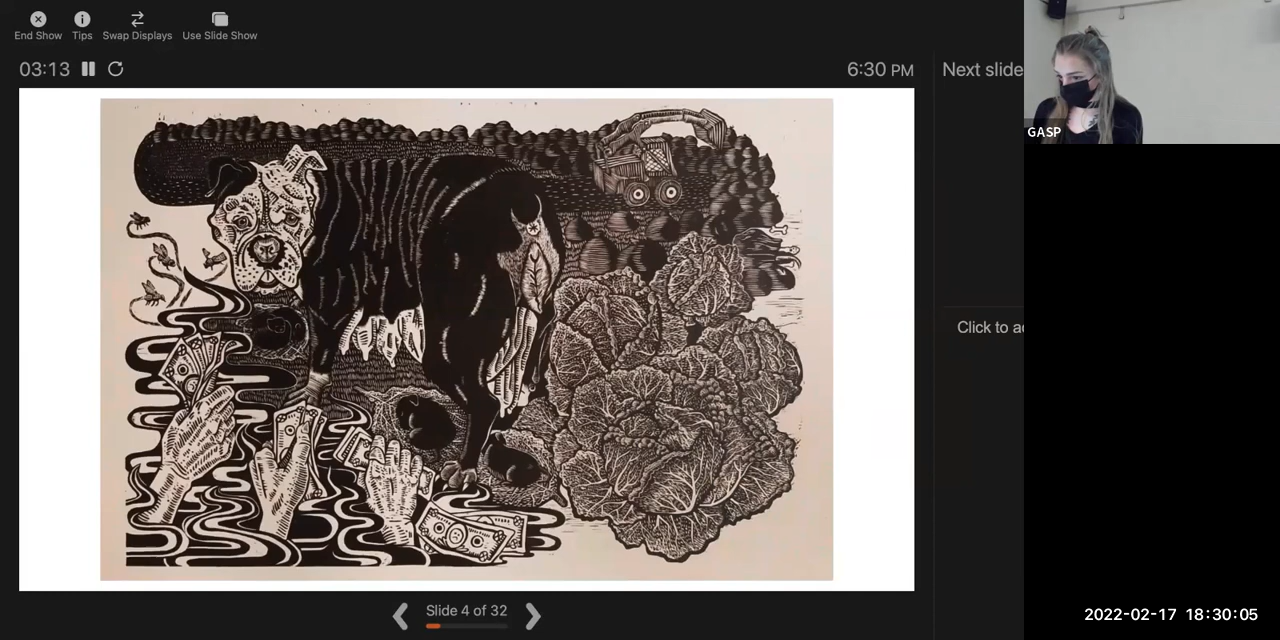 End Show
Tips
Swap Displays
Use Slide Show
03:13
6:30 PM
Next slide
GASP
Click to
Slide 4 of 32
2022-02-17 18:30:05